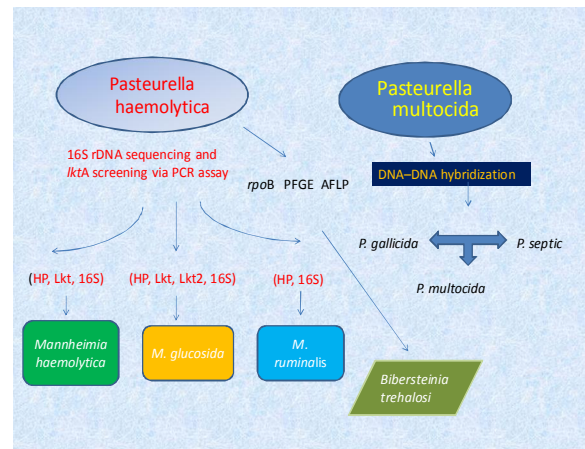 Pasteurella
haemolytica
Pasteurella
multocida
16S rDNA sequencing and
lktA screening via PCR assay
rpoB PFGE AFLP
DNA–DNA hybridization
P. gallicida
P. septic
P. multocida
(HP, Lkt, 16S)
(HP, Lkt, Lkt2, 16S)
(HP, 16S)
Mannheimia
haemolytica
M. glucosida
M.
ruminalis
Bibersteinia
trehalosi